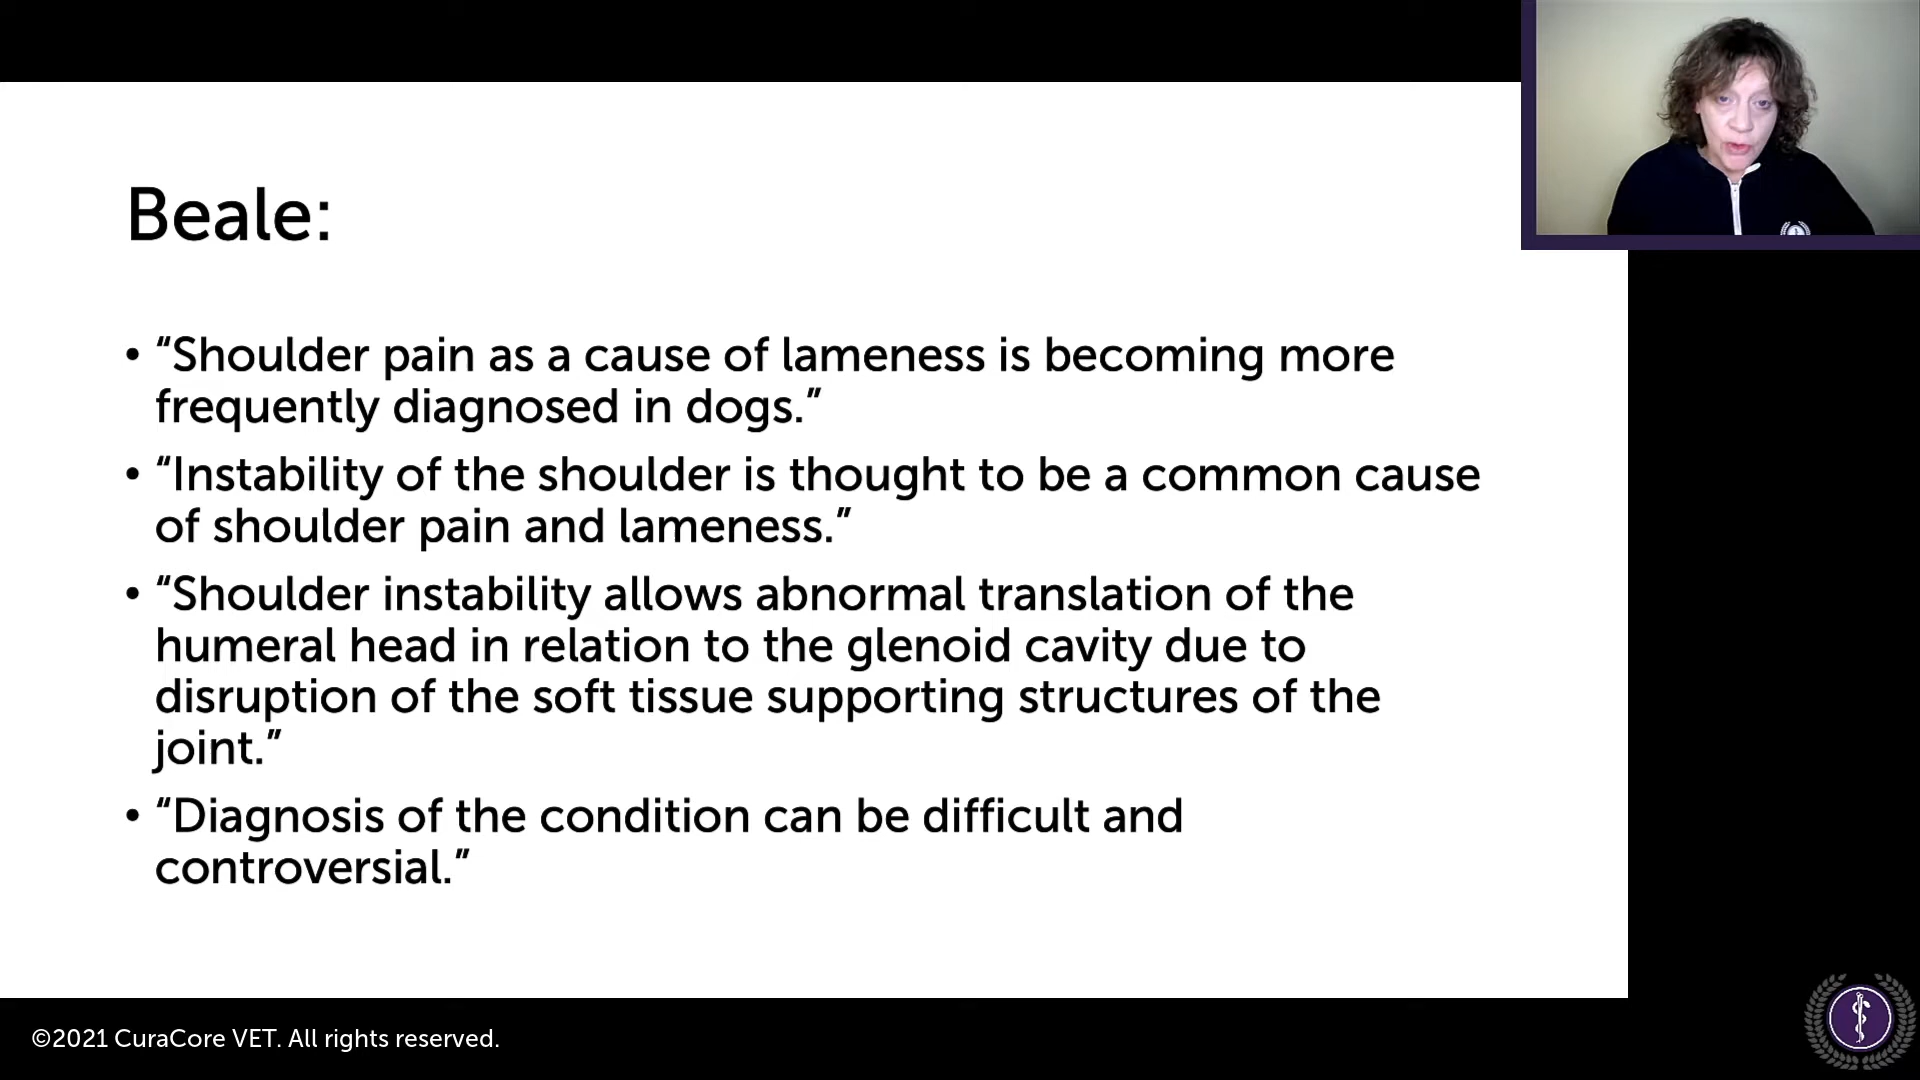 Beale:
• “Shoulder pain as a cause of lameness is becoming more
frequently diagnosed in dogs.”
• “Instability of the shoulder is thought to be a common cause
of shoulder pain and lameness.”
• “Shoulder instability allows abnormal translation of the
humeral head in relation to the glenoid cavity due to
disruption of the soft tissue supporting structures of the
joint.”
• “Diagnosis of the condition can be difficult and
controversial.”
©2021 CuraCore VET. All rights reserved.